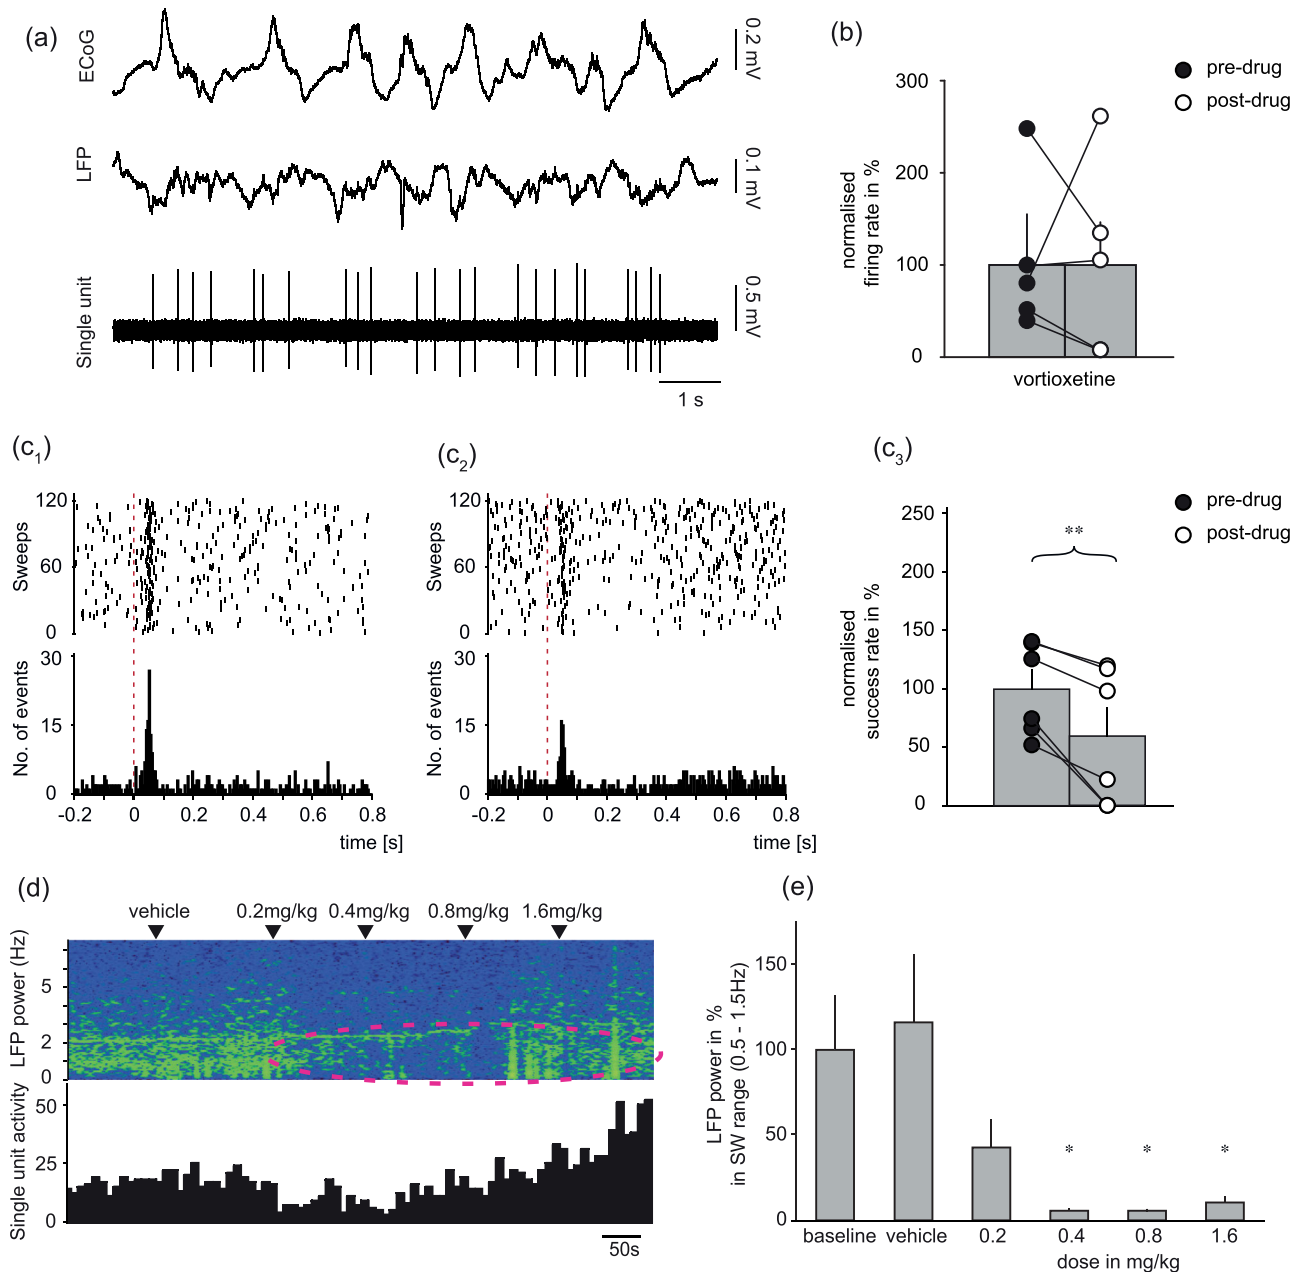 (a)
ECoG
0.2 mV
LFP
0.1 mV
Single unit
0.5 mV
1 s
(b)
pre-drug
post-drug
normalised
firing rate in %
300
200
100
0
vortioxetine
(c1)
Sweeps
120
60
0
No. of events
30
15
0
-0.2 0 0.2 0.4 0.6 0.8
time [s]
(c2)
Sweeps
120
60
0
No. of events
30
15
0
-0.2 0 0.2 0.4 0.6 0.8
time [s]
(c3)
pre-drug
post-drug
**
normalised
success rate in %
250
200
150
100
50
0
(d)
vehicle 0.2mg/kg 0.4mg/kg 0.8mg/kg 1.6mg/kg
LFP power (Hz)
5
2
0
Single unit activity
50
25
0
50s
(e)
LFP power in %
in SW range (0.5 - 1.5Hz)
150
100
50
0
* * *
baseline vehicle 0.2 0.4 0.8 1.6
dose in mg/kg